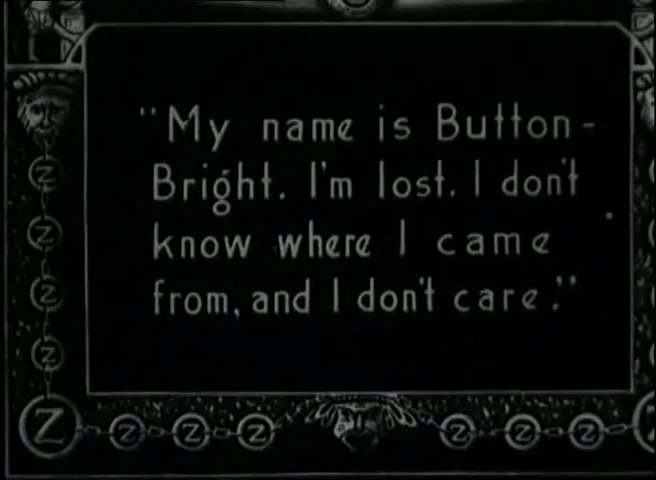 "My name is Button-
Bright. I'm lost. I don't
know where I came
from, and I don't care."
Z
Z
Z
Z
Z
Z
Z
Z
Z
Z
Z